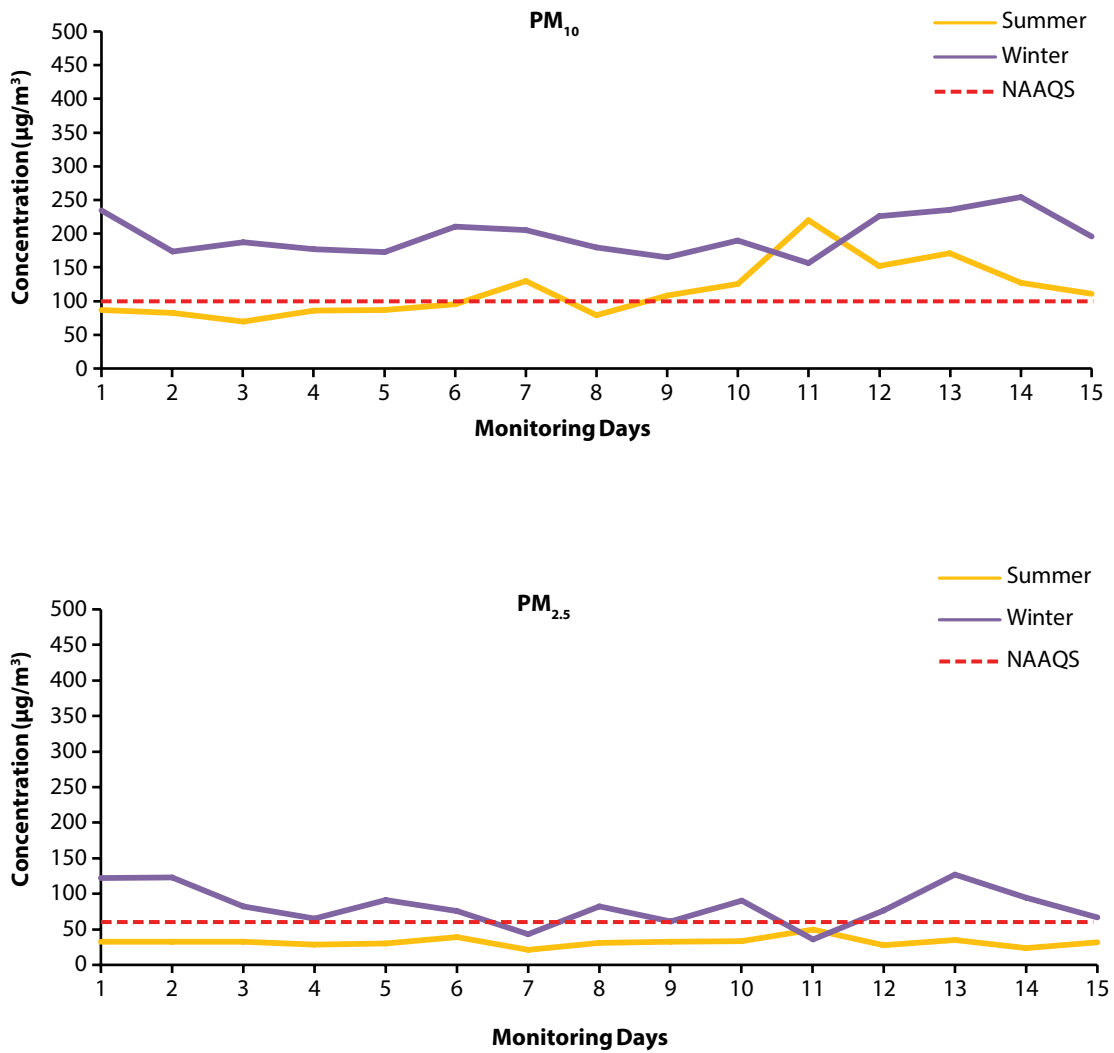 PM10
Summer
Winter
NAAQS
Concentration (µg/m³)
500
450
400
350
300
250
200
150
100
50
0
1 2 3 4 5 6 7 8 9 10 11 12 13 14 15
Monitoring Days
PM2.5
Summer
Winter
NAAQS
Concentration (µg/m³)
500
450
400
350
300
250
200
150
100
50
0
1 2 3 4 5 6 7 8 9 10 11 12 13 14 15
Monitoring Days